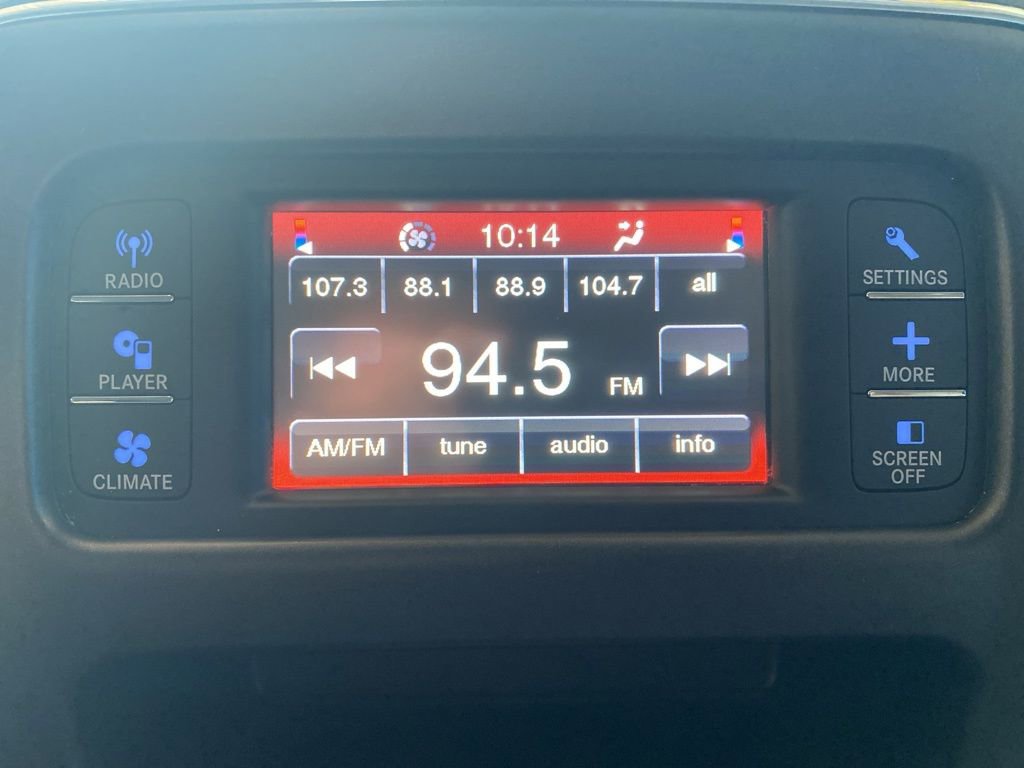 10:14
107.3 88.1 88.9 104.7 all
94.5 FM
AM/FM tune audio info
RADIO
PLAYER
CLIMATE
SETTINGS
MORE
SCREEN
OFF